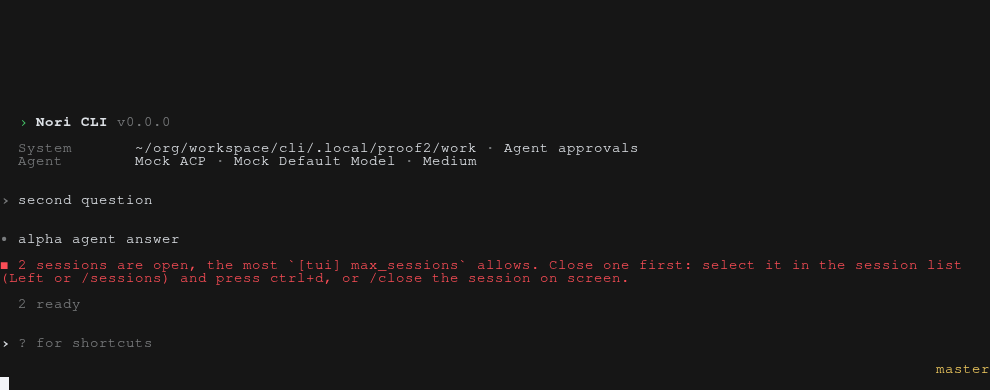 › Nori CLI v0.0.0
System ~/org/workspace/cli/.local/proof2/work · Agent approvals
Agent Mock ACP · Mock Default Model · Medium
› second question
• alpha agent answer
■ 2 sessions are open, the most `[tui] max_sessions` allows. Close one first: select it in the session list
(Left or /sessions) and press ctrl+d, or /close the session on screen.
2 ready
› ? for shortcuts
master